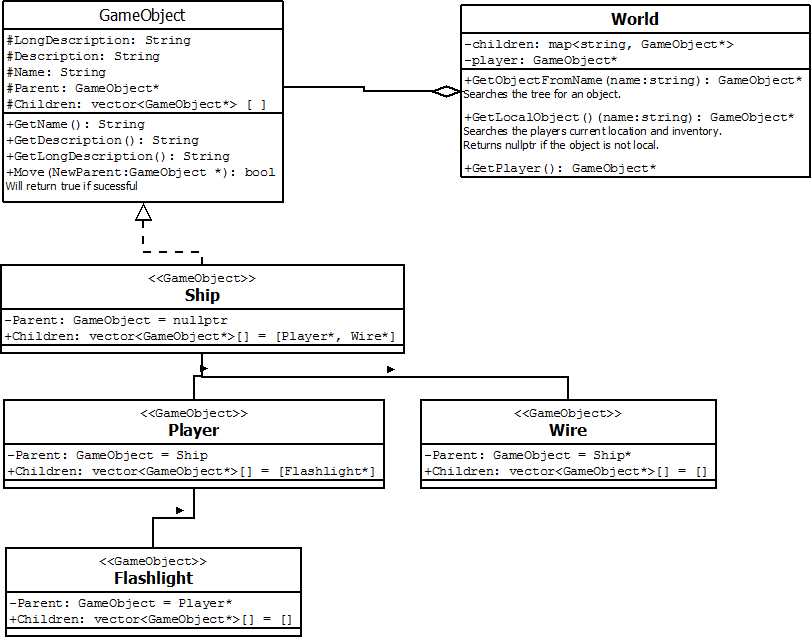 GameObject
#LongDescription: String
#Description: String
#Name: String
#Parent: GameObject*
#Children: vector<GameObject*> [ ]
+GetName(): String
+GetDescription(): String
+GetLongDescription(): String
+Move(NewParent:GameObject *): bool
Will return true if sucessful
World
-children: map<string, GameObject*>
-player: GameObject*
+GetObjectFromName(name:string): GameObject*
Searches the tree for an object.
+GetLocalObject()(name:string): GameObject*
Searches the players current location and inventory.
Returns nullptr if the object is not local.
+GetPlayer(): GameObject*
<<GameObject>>
Ship
-Parent: GameObject = nullptr
+Children: vector<GameObject*>[] = [Player*, Wire*]
<<GameObject>>
Player
-Parent: GameObject = Ship
+Children: vector<GameObject*>[] = [Flashlight*]
<<GameObject>>
Wire
-Parent: GameObject = Ship*
+Children: vector<GameObject*>[] = []
<<GameObject>>
Flashlight
-Parent: GameObject = Player*
+Children: vector<GameObject*>[] = []